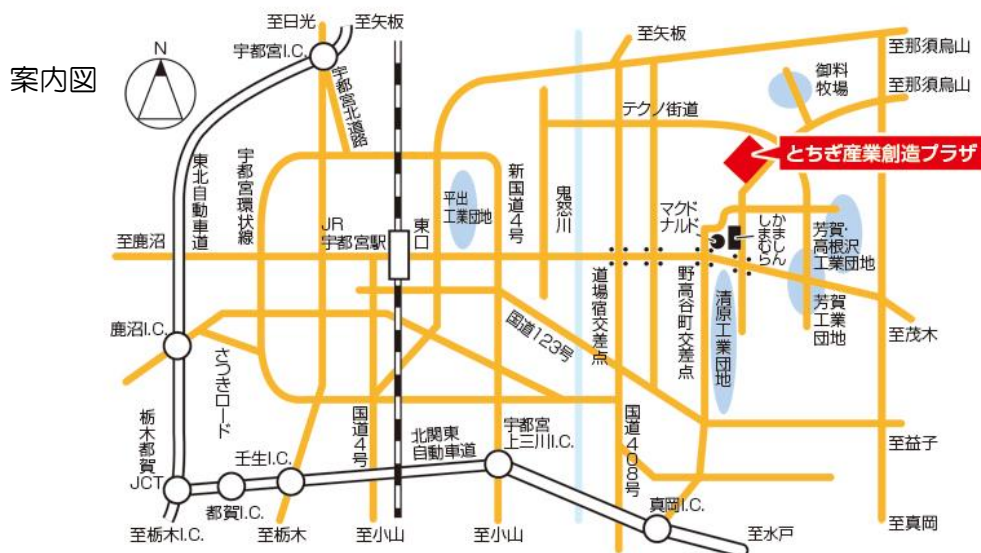 案内図
N
至日光
至矢板
宇都宮I.C.
宇都宮北道路
東北自動車道
宇都宮環状線
至鹿沼
JR
宇都宮駅
東口
平出
工業団地
新国道4号
鬼怒川
至矢板
テクノ街道
御料
牧場
至那須烏山
至那須烏山
とちぎ産業創造プラザ
マクド
ナルド
かましん
しまむら
芳賀・
高根沢
工業団地
芳賀
工業
団地
道場宿交差点
野高谷町交差点
清原工業団地
至茂木
鹿沼I.C.
さつきロード
国道123号
国道4号
北関東
自動車道
宇都宮
上三川I.C.
国道408号
至益子
栃木都賀
JCT
壬生I.C.
都賀I.C.
真岡I.C.
至栃木I.C.
至栃木
至小山
至小山
至水戸
至真岡